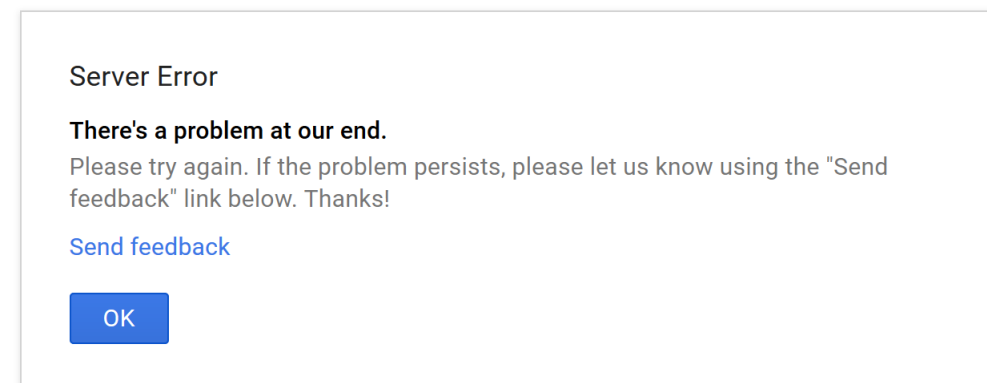 Server Error
There's a problem at our end.
Please try again. If the problem persists, please let us know using the "Send
feedback" link below. Thanks!
Send feedback
OK